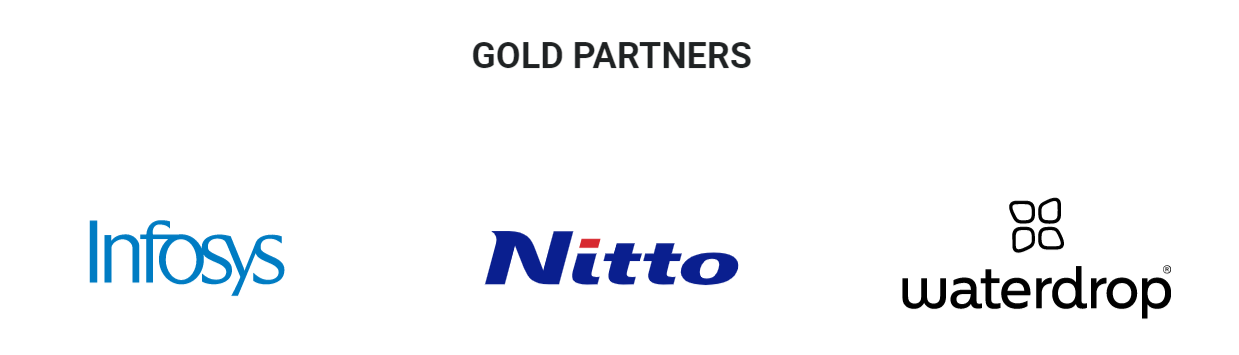 GOLD PARTNERS
Infosys
Nitto
waterdrop®